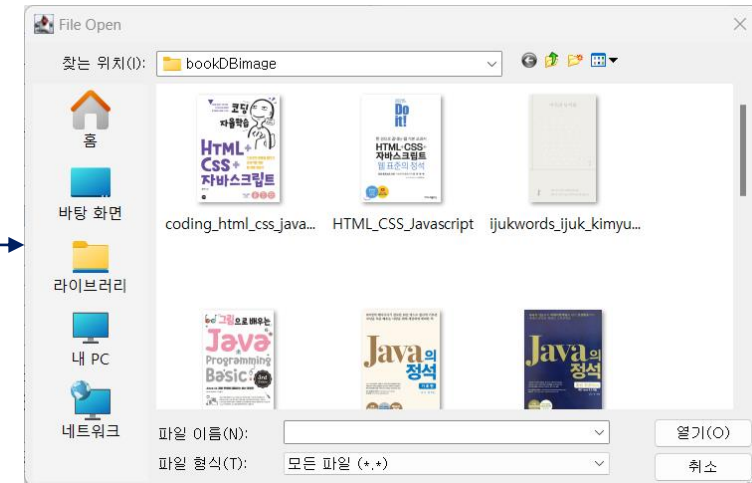 File Open
찾는 위치(I):
bookDBimage
홈
바탕 화면
라이브러리
내 PC
네트워크
코딩
자율학습
HTML+
CSS+
자바스크립트
Do
it!
HTML+CSS+
자바스크립트
웹 표준의 정석
coding_html_css_java...
HTML_CSS_Javascript
ijukwords_ijuk_kimyu...
그림으로 배우는
Java
Programming
Basic
Java의
정석
Java의
정석
파일 이름(N):
열기(O)
파일 형식(T):
모든 파일 (*.*)
취소